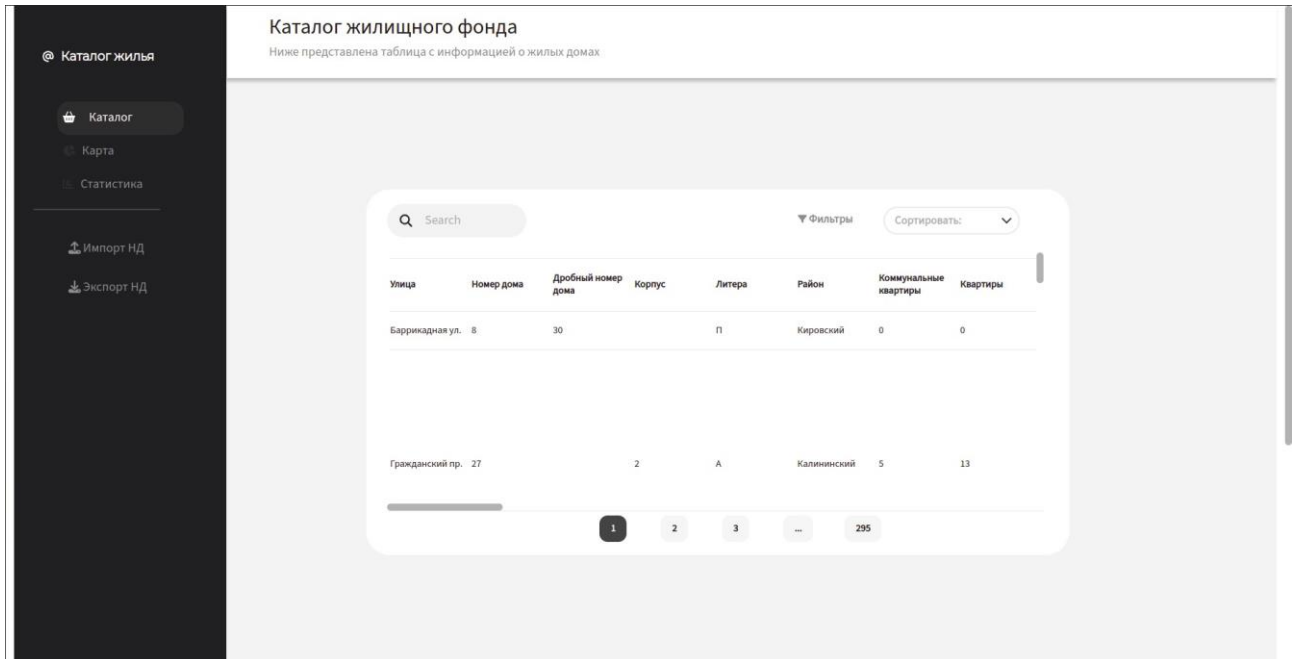 Каталог жилищного фонда
Ниже представлена таблица с информацией о жилых домах
@ Каталог жилья
Каталог
Карта
Статистика
Импорт НД
Экспорт НД
Search
Фильтры
Сортировать:
Улица Номер дома Дробный номер дома Корпус Литера Район Коммунальные квартиры Квартиры
Баррикадная ул. 8 30 П Кировский 0 0
Гражданский пр. 27 2 А Калининский 5 13
1 2 3 ... 295